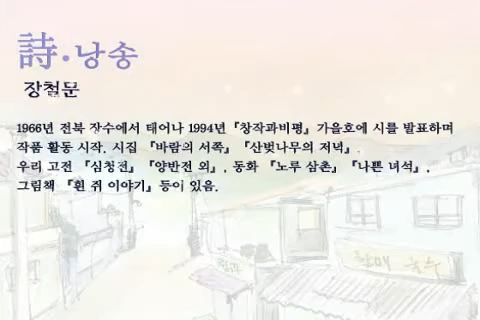 詩·낭송
장철문
1966년 전북 장수에서 태어나 1994년 『창작과비평』 가을호에 시를 발표하며
작품 활동 시작. 시집 『바람의 서쪽』 『산벚나무의 저녁』.
우리 고전 『심청전』 『양반전 외』, 동화 『노루 삼촌』 『나쁜 녀석』,
그림책 『흰 쥐 이야기』 등이 있음.
할매 국수